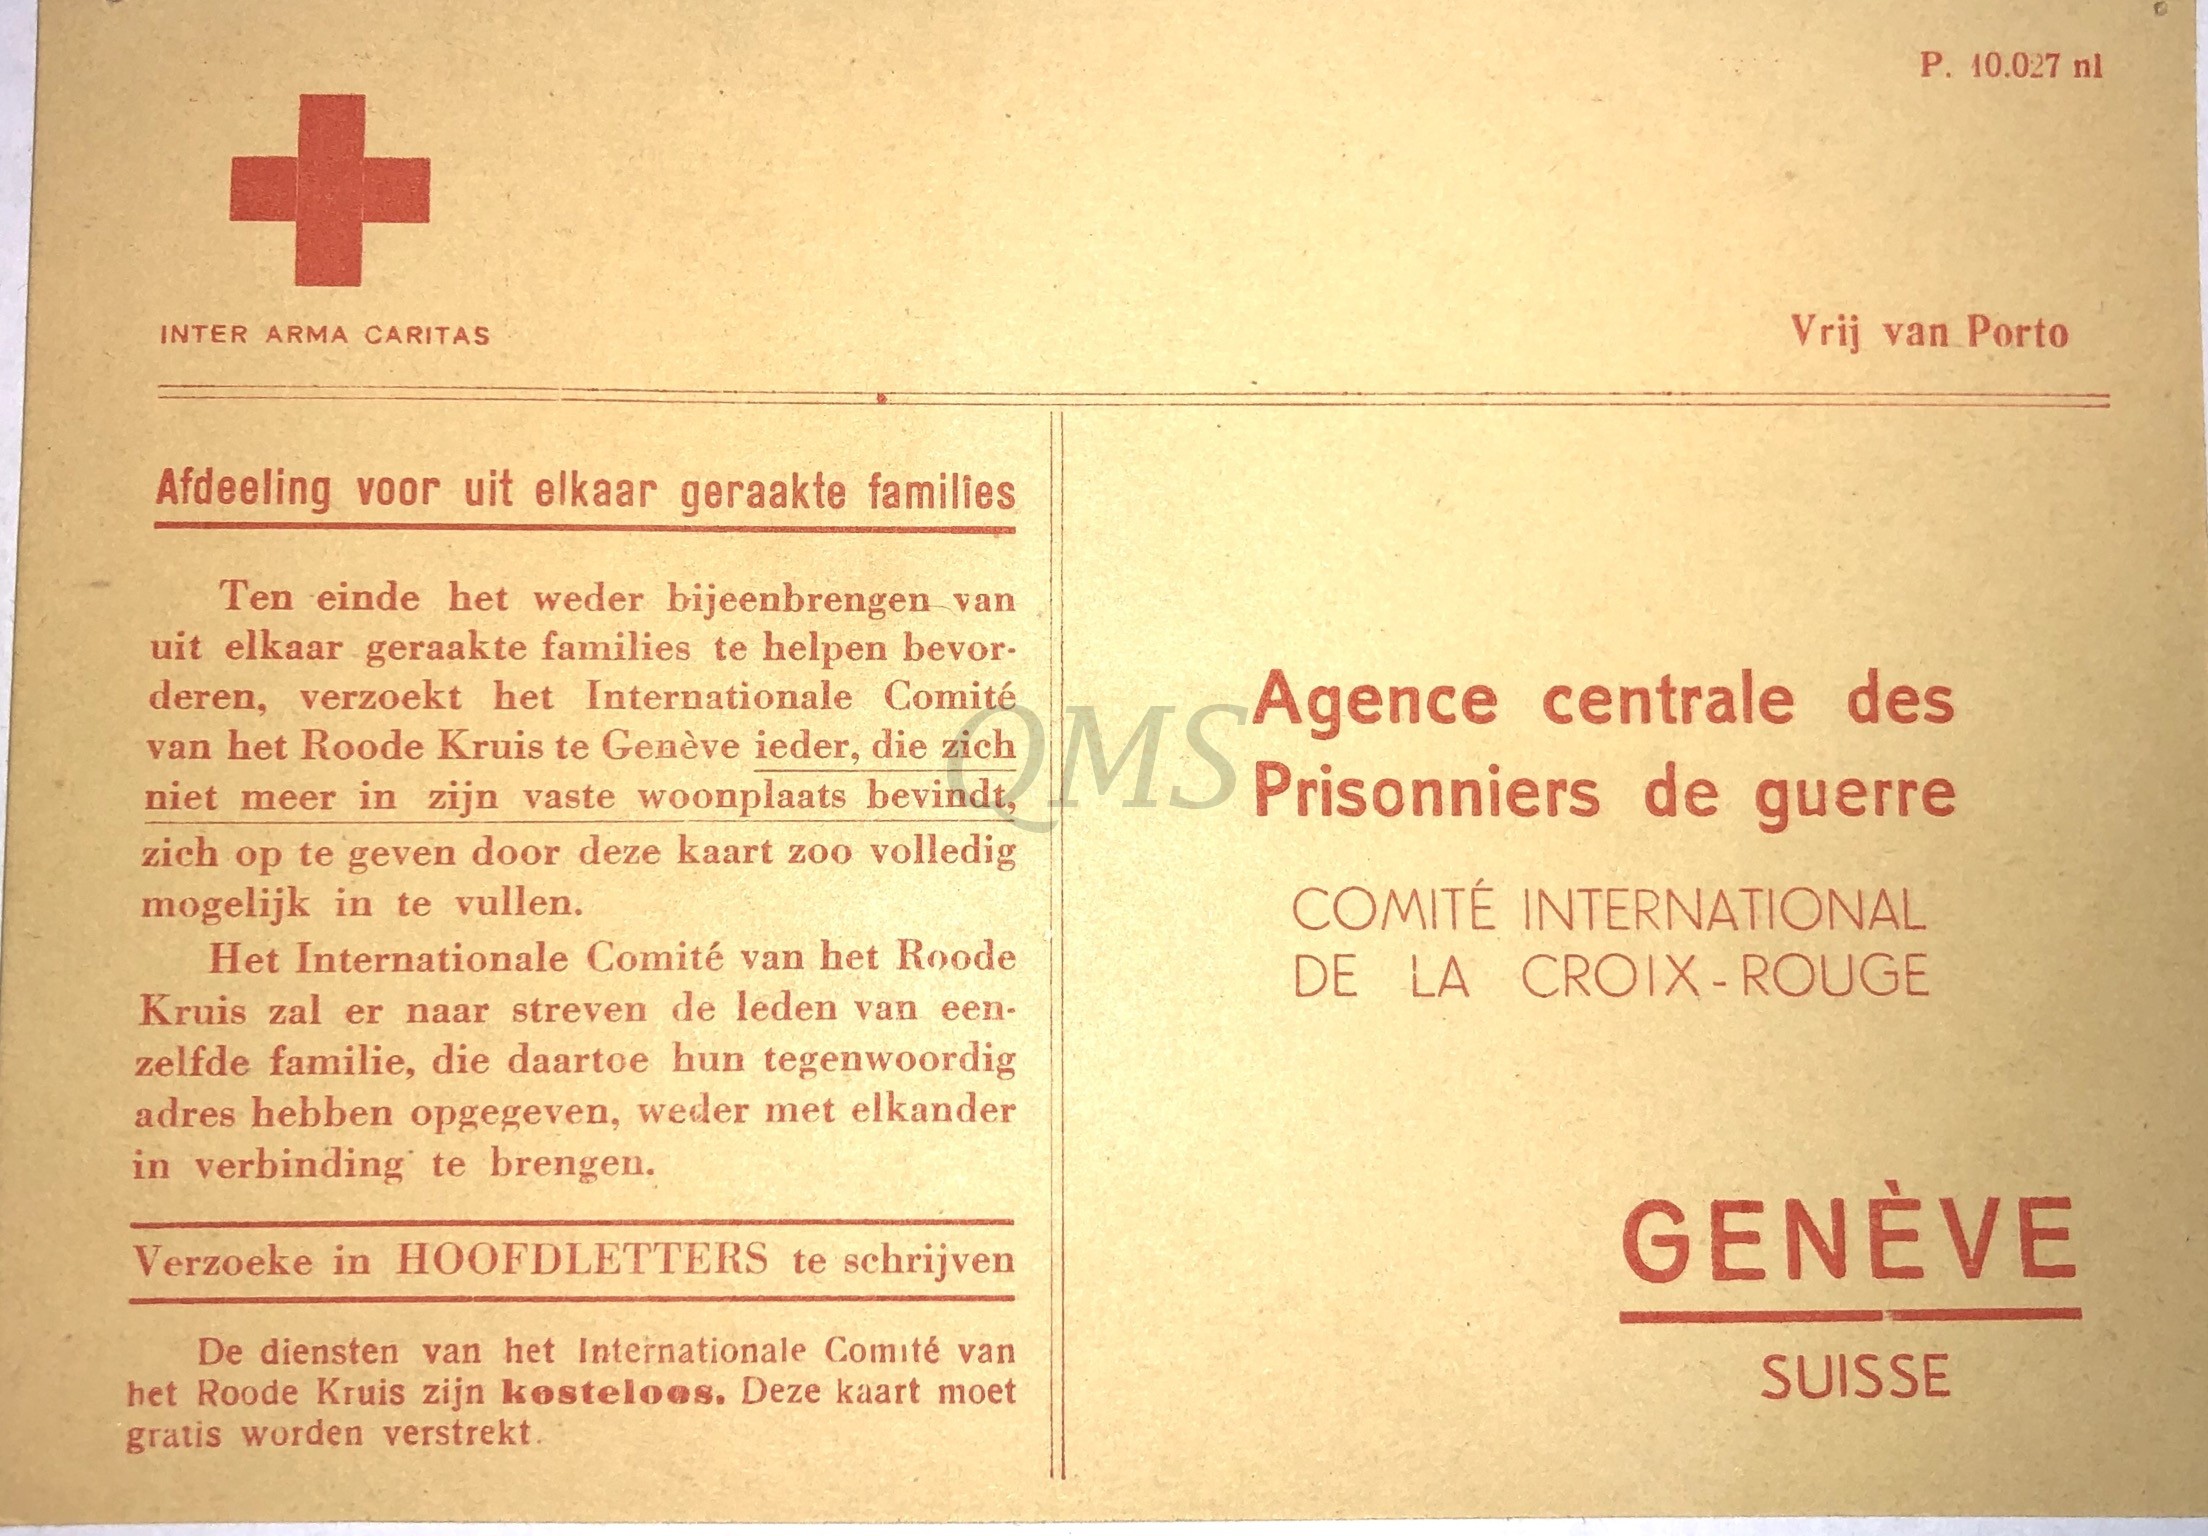 P. 10.027 nl
INTER ARMA CARITAS
Vrij van Porto
Afdeeling voor uit elkaar geraakte families
Ten einde het weder bijeenbrengen van
uit elkaar geraakte families te helpen bevor-
deren, verzoekt het Internationale Comité
van het Roode Kruis te Genève ieder, die zich
niet meer in zijn vaste woonplaats bevindt,
zich op te geven door deze kaart zoo volledig
mogelijk in te vullen.
Het Internationale Comité van het Roode
Kruis zal er naar streven de leden van een-
zelfde familie, die daartoe hun tegenwoordig
adres hebben opgegeven, weder met elkander
in verbinding te brengen.
Verzoeke in HOOFDLETTERS te schrijven
De diensten van het Internationale Comité van
het Roode Kruis zijn kosteloos. Deze kaart moet
gratis worden verstrekt.
QMS
Agence centrale des
Prisonniers de guerre
COMITÉ INTERNATIONAL
DE LA CROIX-ROUGE
GENÈVE
SUISSE